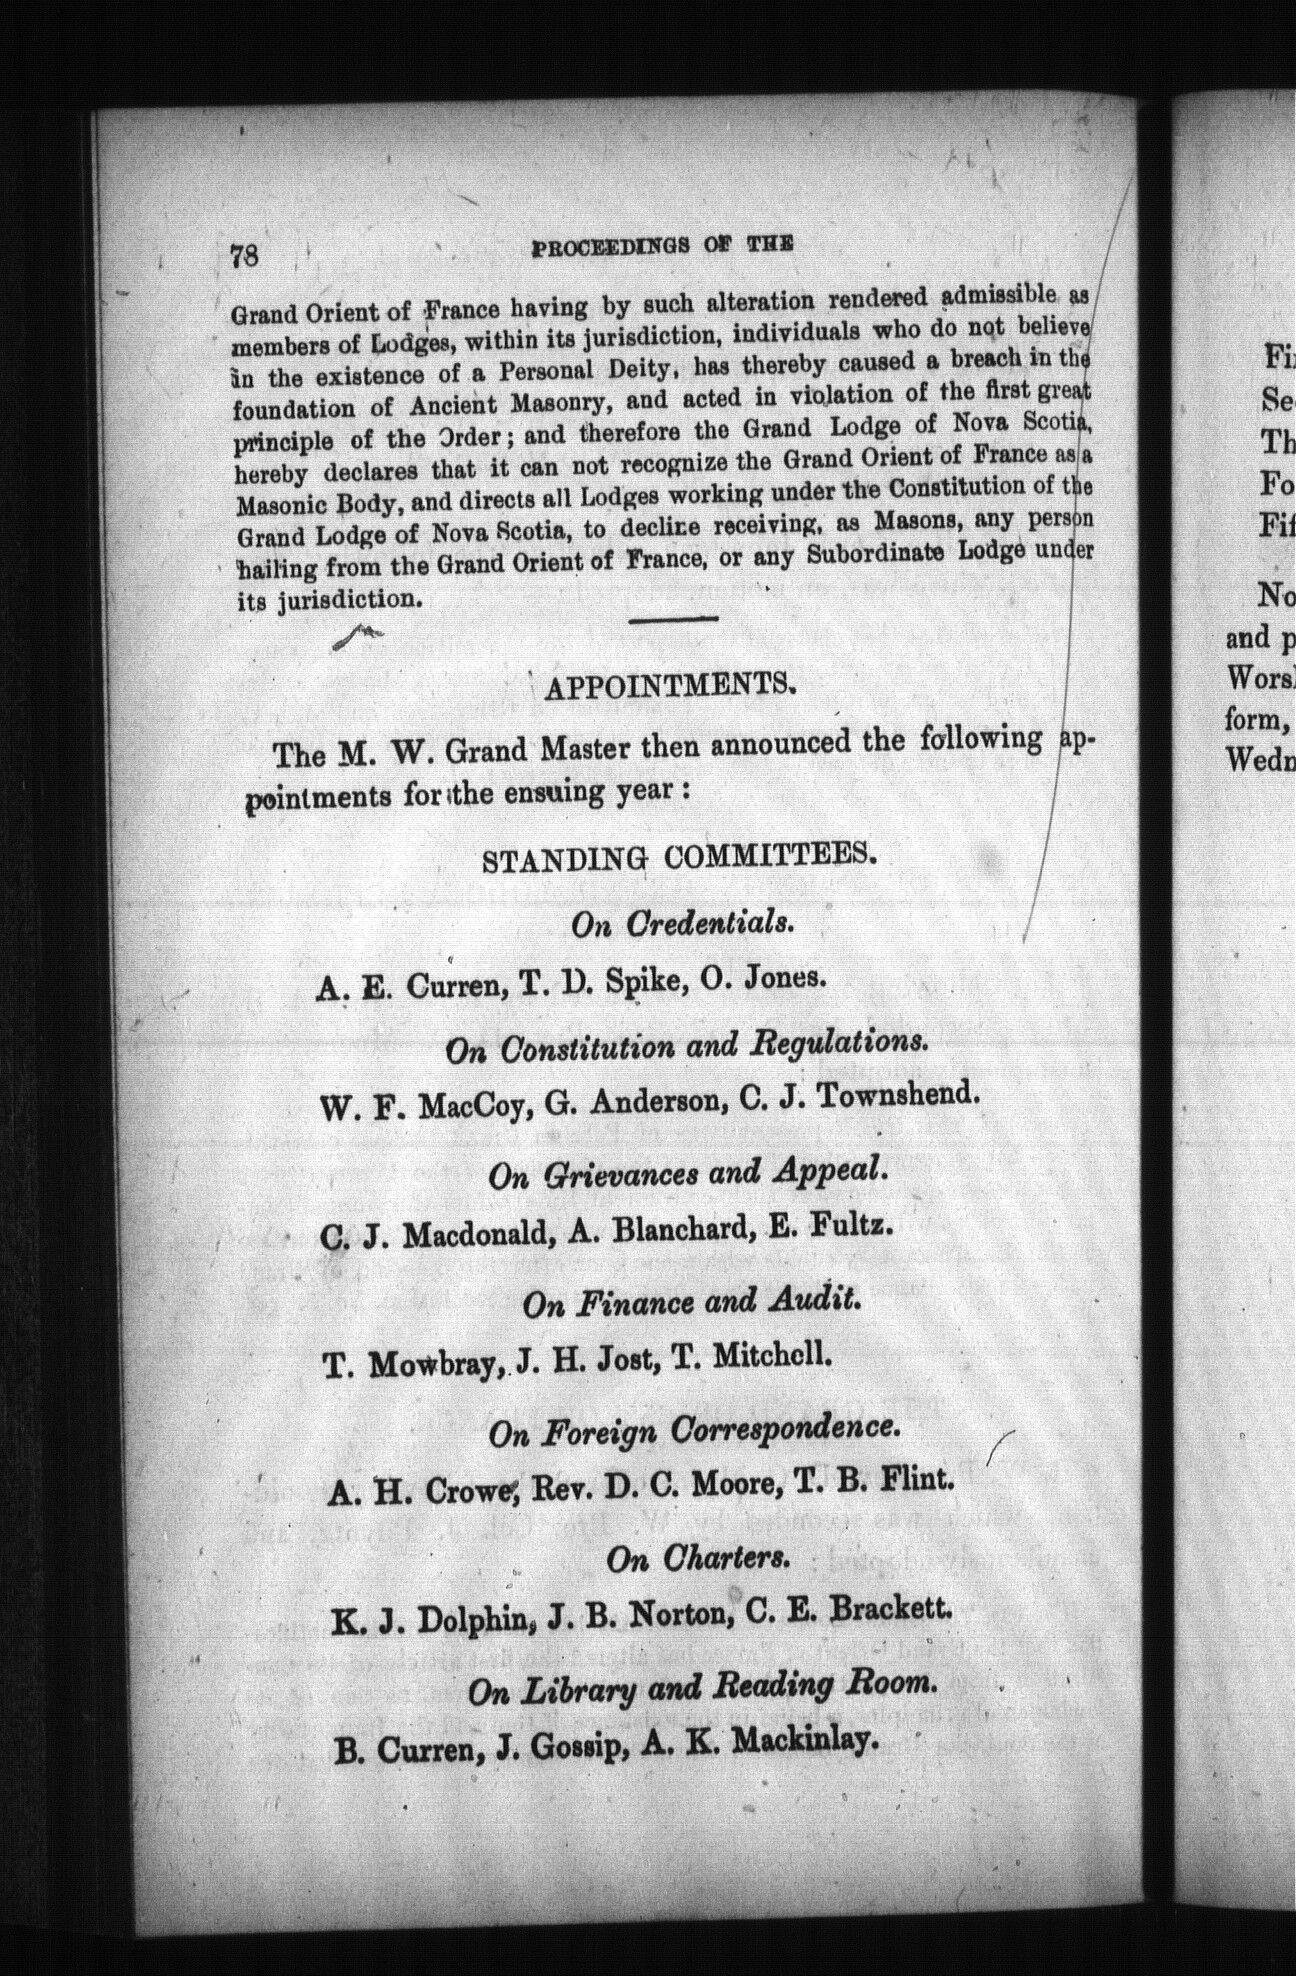 78
PROCEEDINGS OF THE
Grand Orient of France having by such alteration rendered admissible as
members of Lodges, within its jurisdiction, individuals who do not believe
in the existence of a Personal Deity, has thereby caused a breach in the
foundation of Ancient Masonry, and acted in violation of the first great
principle of the Order; and therefore the Grand Lodge of Nova Scotia,
hereby declares that it can not recognize the Grand Orient of France as a
Masonic Body, and directs all Lodges working under the Constitution of the
Grand Lodge of Nova Scotia, to decline receiving, as Masons, any person
hailing from the Grand Orient of France, or any Subordinate Lodge under
its jurisdiction.
APPOINTMENTS.
The M. W. Grand Master then announced the following ap-
pointments for the ensuing year:
STANDING COMMITTEES.
On Credentials.
A. E. Curren, T. D. Spike, O. Jones.
On Constitution and Regulations.
W. F. MacCoy, G. Anderson, C. J. Townshend.
On Grievances and Appeal.
C. J. Macdonald, A. Blanchard, E. Fultz.
On Finance and Audit.
T. Mowbray, J. H. Jost, T. Mitchell.
On Foreign Correspondence.
A. H. Crowe, Rev. D. C. Moore, T. B. Flint.
On Charters.
K. J. Dolphin, J. B. Norton, C. E. Brackett.
On Library and Reading Room.
B. Curren, J. Gossip, A. K. Mackinlay.
and
form,